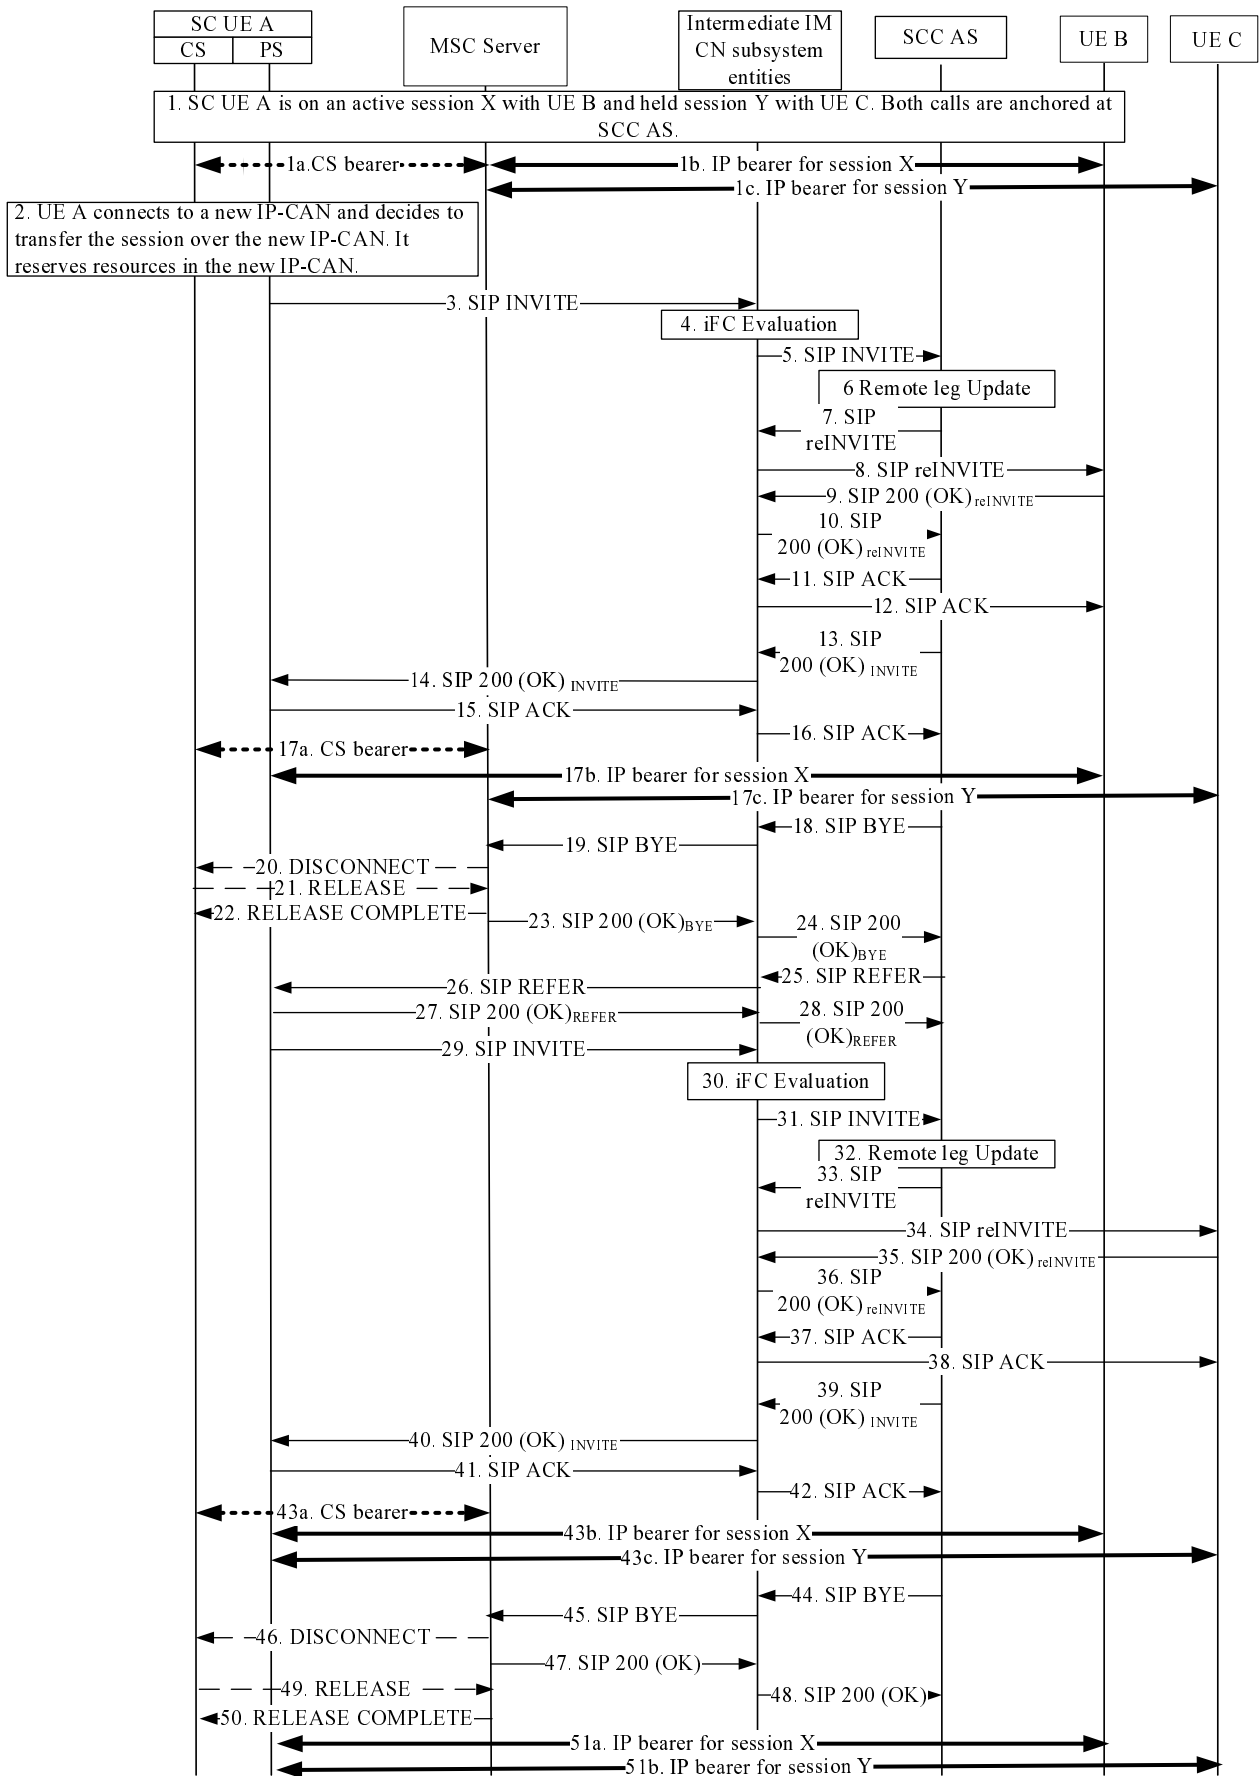 SC UE A
CS
PS
MSC Server
Intermediate IM
CN subsystem
entities
SCC AS
UE B
UE C
1. SC UE A is on an active session X with UE B and held session Y with UE C. Both calls are anchored at
SCC AS.
1a.CS bearer
1b. IP bearer for session X
1c. IP bearer for session Y
2. UE A connects to a new IP-CAN and decides to
transfer the session over the new IP-CAN. It
reserves resources in the new IP-CAN.
3. SIP INVITE
4. iFC Evaluation
5. SIP INVITE
6 Remote leg Update
7. SIP
reINVITE
8. SIP reINVITE
9. SIP 200 (OK) reINVITE
10. SIP
200 (OK) reINVITE
11. SIP ACK
12. SIP ACK
13. SIP
200 (OK) INVITE
14. SIP 200 (OK) INVITE
15. SIP ACK
16. SIP ACK
17a. CS bearer
17b. IP bearer for session X
17c. IP bearer for session Y
18. SIP BYE
19. SIP BYE
20. DISCONNECT
21. RELEASE
22. RELEASE COMPLETE
23. SIP 200 (OK)BYE
24. SIP 200
(OK)BYE
25. SIP REFER
26. SIP REFER
27. SIP 200 (OK)REFER
28. SIP 200
(OK)REFER
29. SIP INVITE
30. iFC Evaluation
31. SIP INVITE
32. Remote leg Update
33. SIP
reINVITE
34. SIP reINVITE
35. SIP 200 (OK) reINVITE
36. SIP
200 (OK) reINVITE
37. SIP ACK
38. SIP ACK
39. SIP
200 (OK) INVITE
40. SIP 200 (OK) INVITE
41. SIP ACK
42. SIP ACK
43a. CS bearer
43b. IP bearer for session X
43c. IP bearer for session Y
44. SIP BYE
45. SIP BYE
46. DISCONNECT
47. SIP 200 (OK)
49. RELEASE
48. SIP 200 (OK)
50. RELEASE COMPLETE
51a. IP bearer for session X
51b. IP bearer for session Y